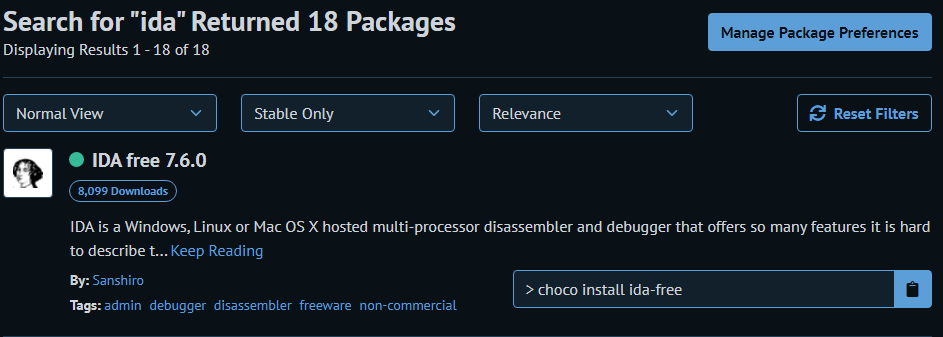 Search for "ida" Returned 18 Packages
Displaying Results 1 - 18 of 18
Manage Package Preferences
Normal View
Stable Only
Relevance
Reset Filters
IDA free 7.6.0
8,099 Downloads
IDA is a Windows, Linux or Mac OS X hosted multi-processor disassembler and debugger that offers so many features it is hard
to describe t... Keep Reading
By: Sanshiro
Tags: admin debugger disassembler freeware non-commercial
> choco install ida-free